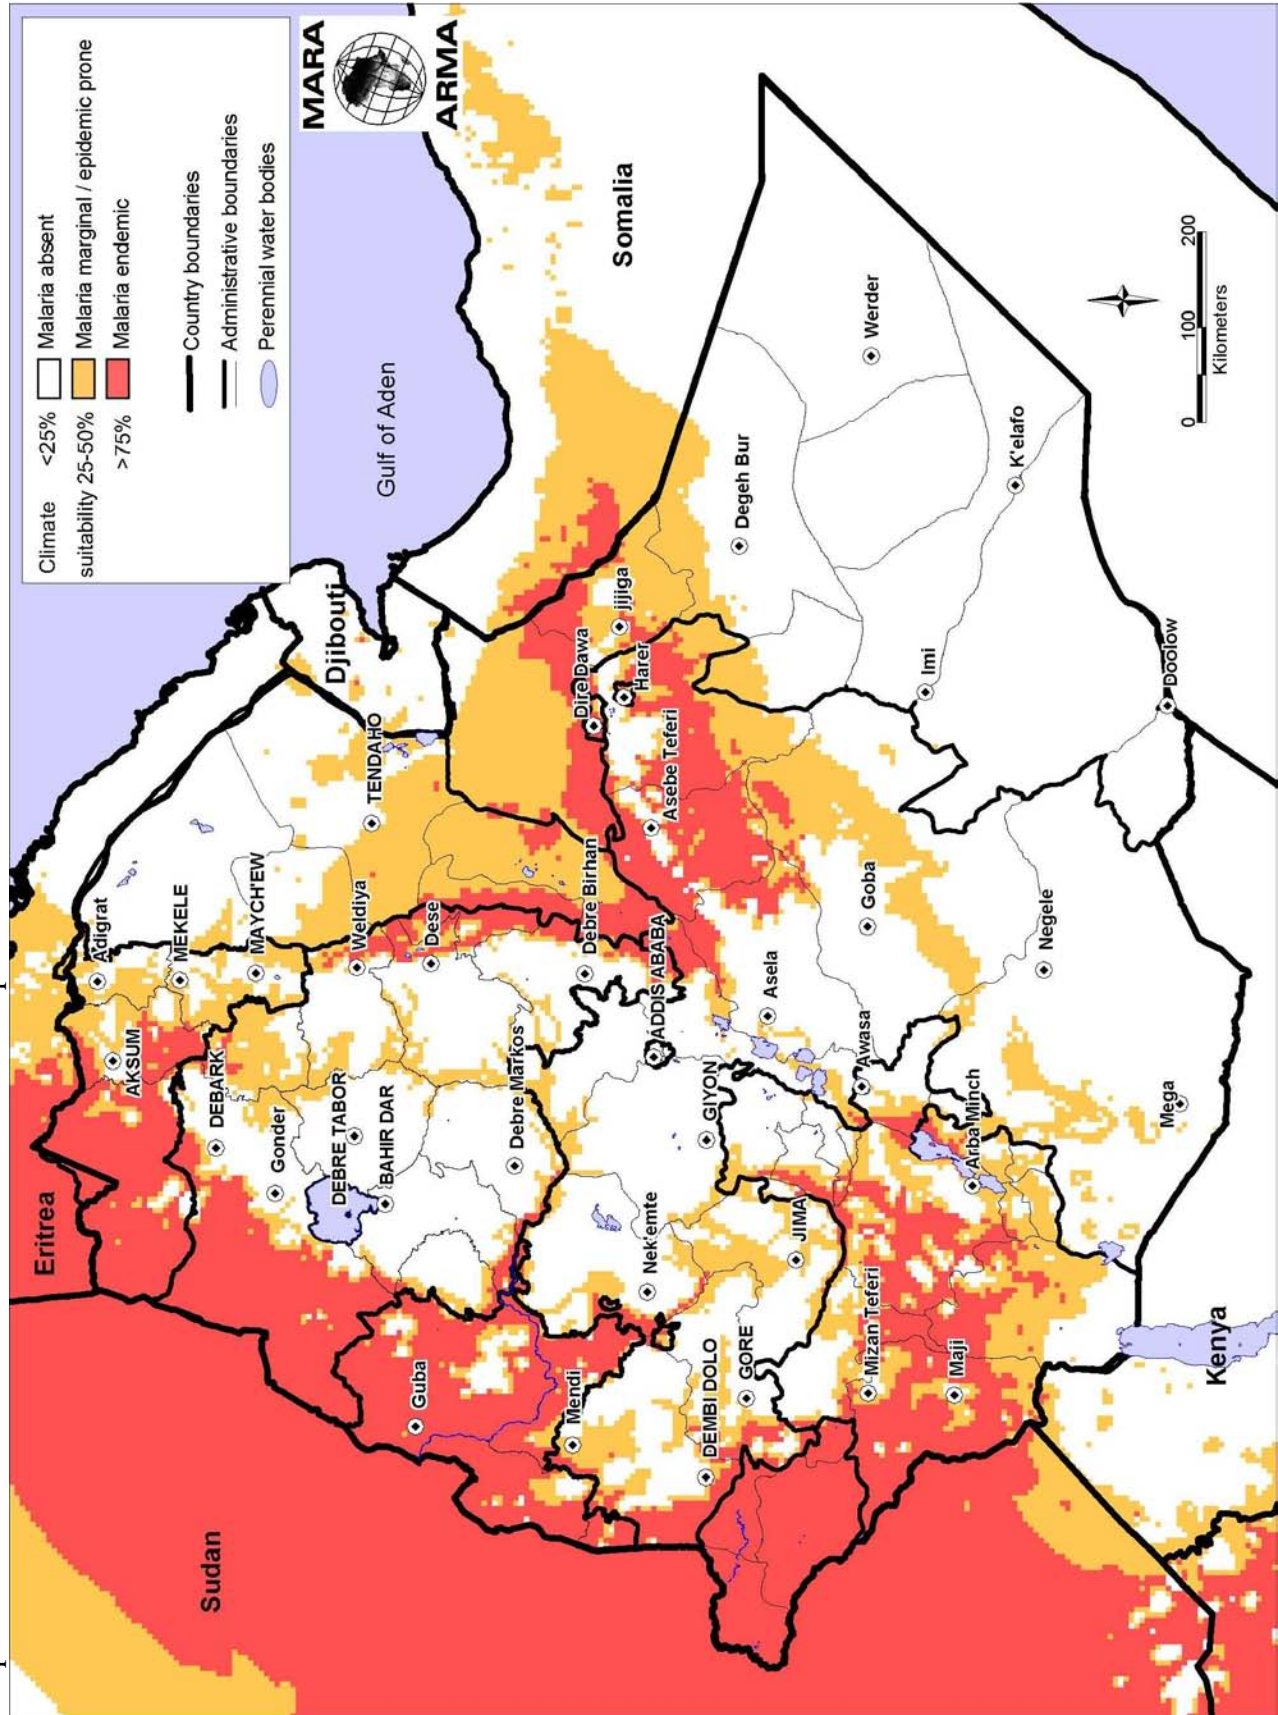 Climate <25% Malaria absent
suitability 25-50% Malaria marginal / epidemic prone
>75% Malaria endemic
Country boundaries
Administrative boundaries
Perennial water bodies
MARA
ARMA
Eritrea
Sudan
Djibouti
Gulf of Aden
Somalia
Kenya
Adigrat
AKSUM
MEKELE
DEBARK
MAYCH'EW
Gonder
DEBRE TABOR
BAHIR DAR
Weldiya
TENDAHO
Dese
Guba
Debre Markos
Debre Birhan
Mendi
Dire Dawa
jijiga
Harer
Nek'emte
ADDIS ABABA
Asebe Teferi
DEMBI DOLO
GIYON
GORE
Degeh Bur
Asela
JIMA
Mizan Teferi
Awasa
Goba
Werder
Imi
Maji
Arba Minch
K'elafo
Negele
Mega
Doolow
0 100 200
Kilometers